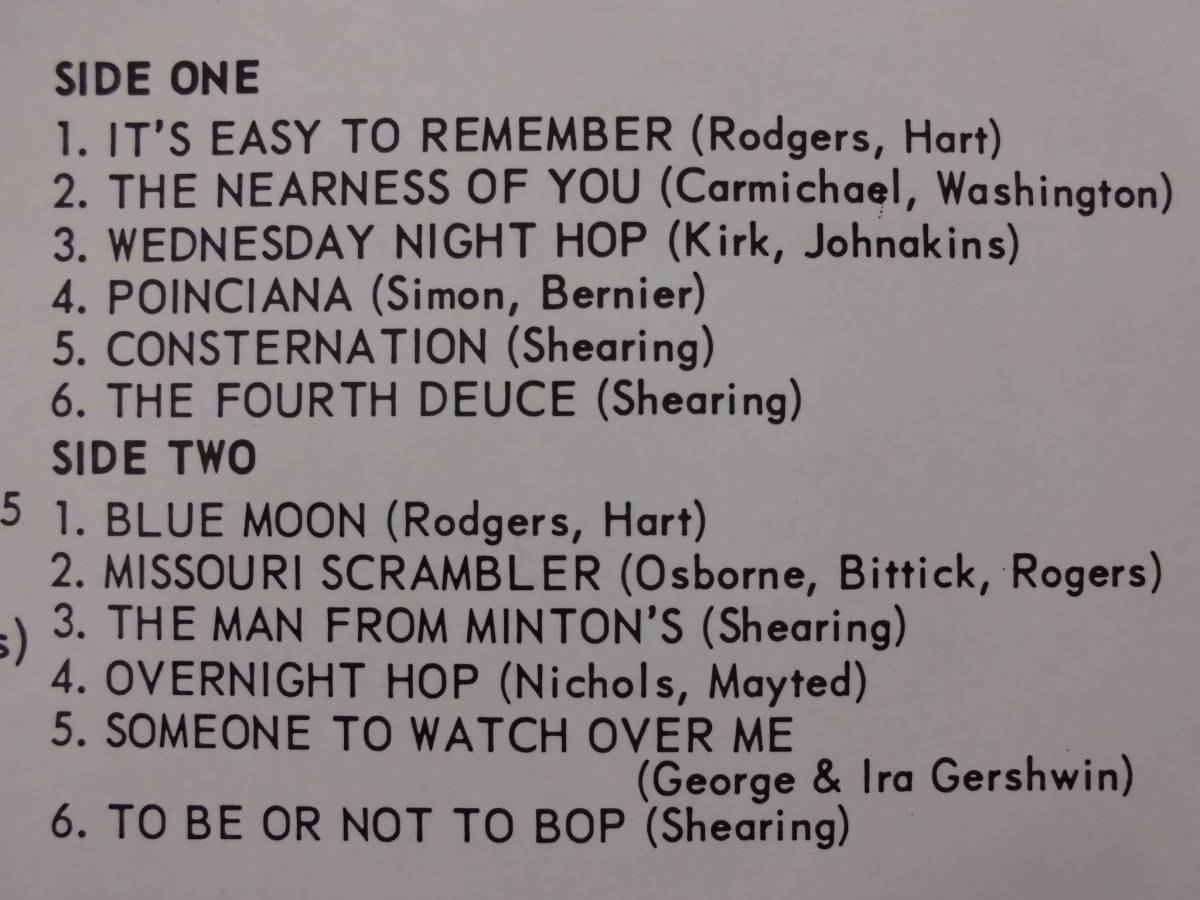 SIDE ONE
1. IT'S EASY TO REMEMBER (Rodgers, Hart)
2. THE NEARNESS OF YOU (Carmichael, Washington)
3. WEDNESDAY NIGHT HOP (Kirk, Johnakins)
4. POINCIANA (Simon, Bernier)
5. CONSTERNATION (Shearing)
6. THE FOURTH DEUCE (Shearing)
SIDE TWO
5 1. BLUE MOON (Rodgers, Hart)
2. MISSOURI SCRAMBLER (Osborne, Bittick, Rogers)
s) 3. THE MAN FROM MINTON'S (Shearing)
4. OVERNIGHT HOP (Nichols, Mayted)
5. SOMEONE TO WATCH OVER ME
(George & Ira Gershwin)
6. TO BE OR NOT TO BOP (Shearing)